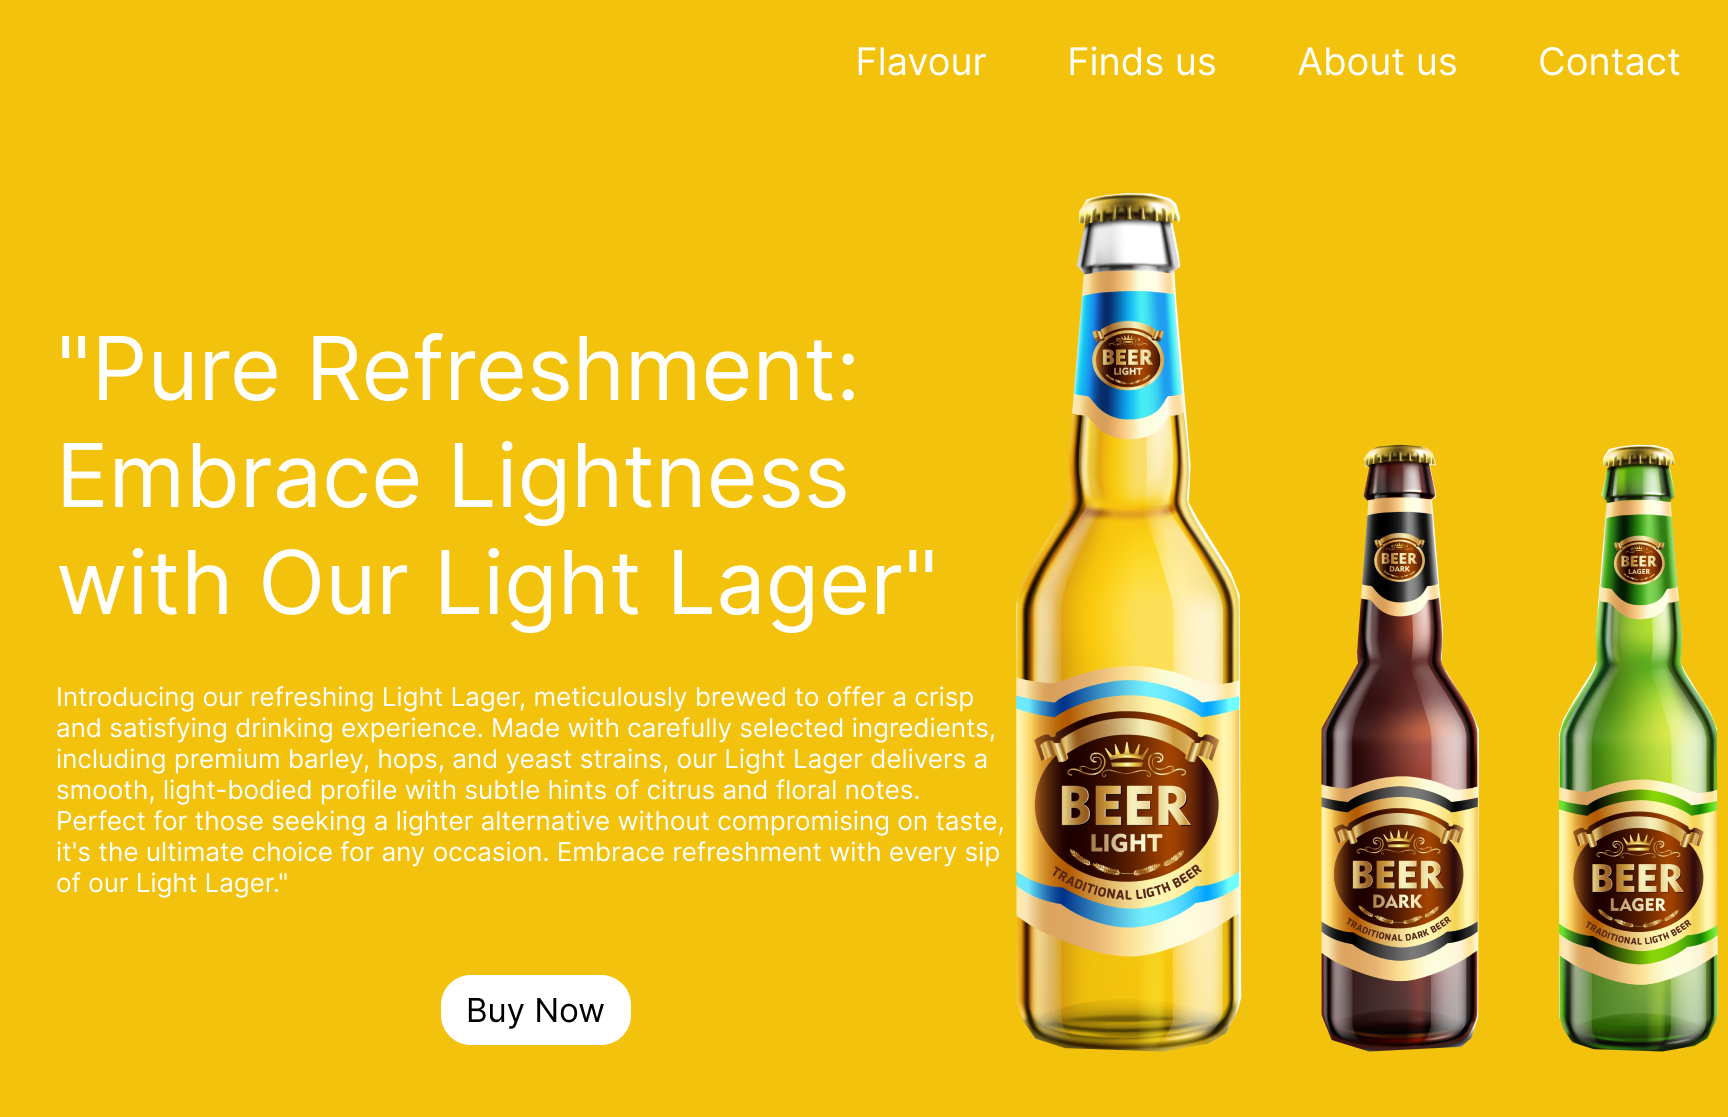 Flavour Finds us About us Contact
"Pure Refreshment:
Embrace Lightness
with Our Light Lager"
Introducing our refreshing Light Lager, meticulously brewed to offer a crisp
and satisfying drinking experience. Made with carefully selected ingredients,
including premium barley, hops, and yeast strains, our Light Lager delivers a
smooth, light-bodied profile with subtle hints of citrus and floral notes.
Perfect for those seeking a lighter alternative without compromising on taste,
it's the ultimate choice for any occasion. Embrace refreshment with every sip
of our Light Lager."
Buy Now
BEER
LIGHT
BEER
LIGHT
TRADITIONAL LIGTH BEER
BEER
DARK
BEER
DARK
TRADITIONAL DARK BEER
BEER
LAGER
BEER
LAGER
TRADITIONAL LIGTH BEER